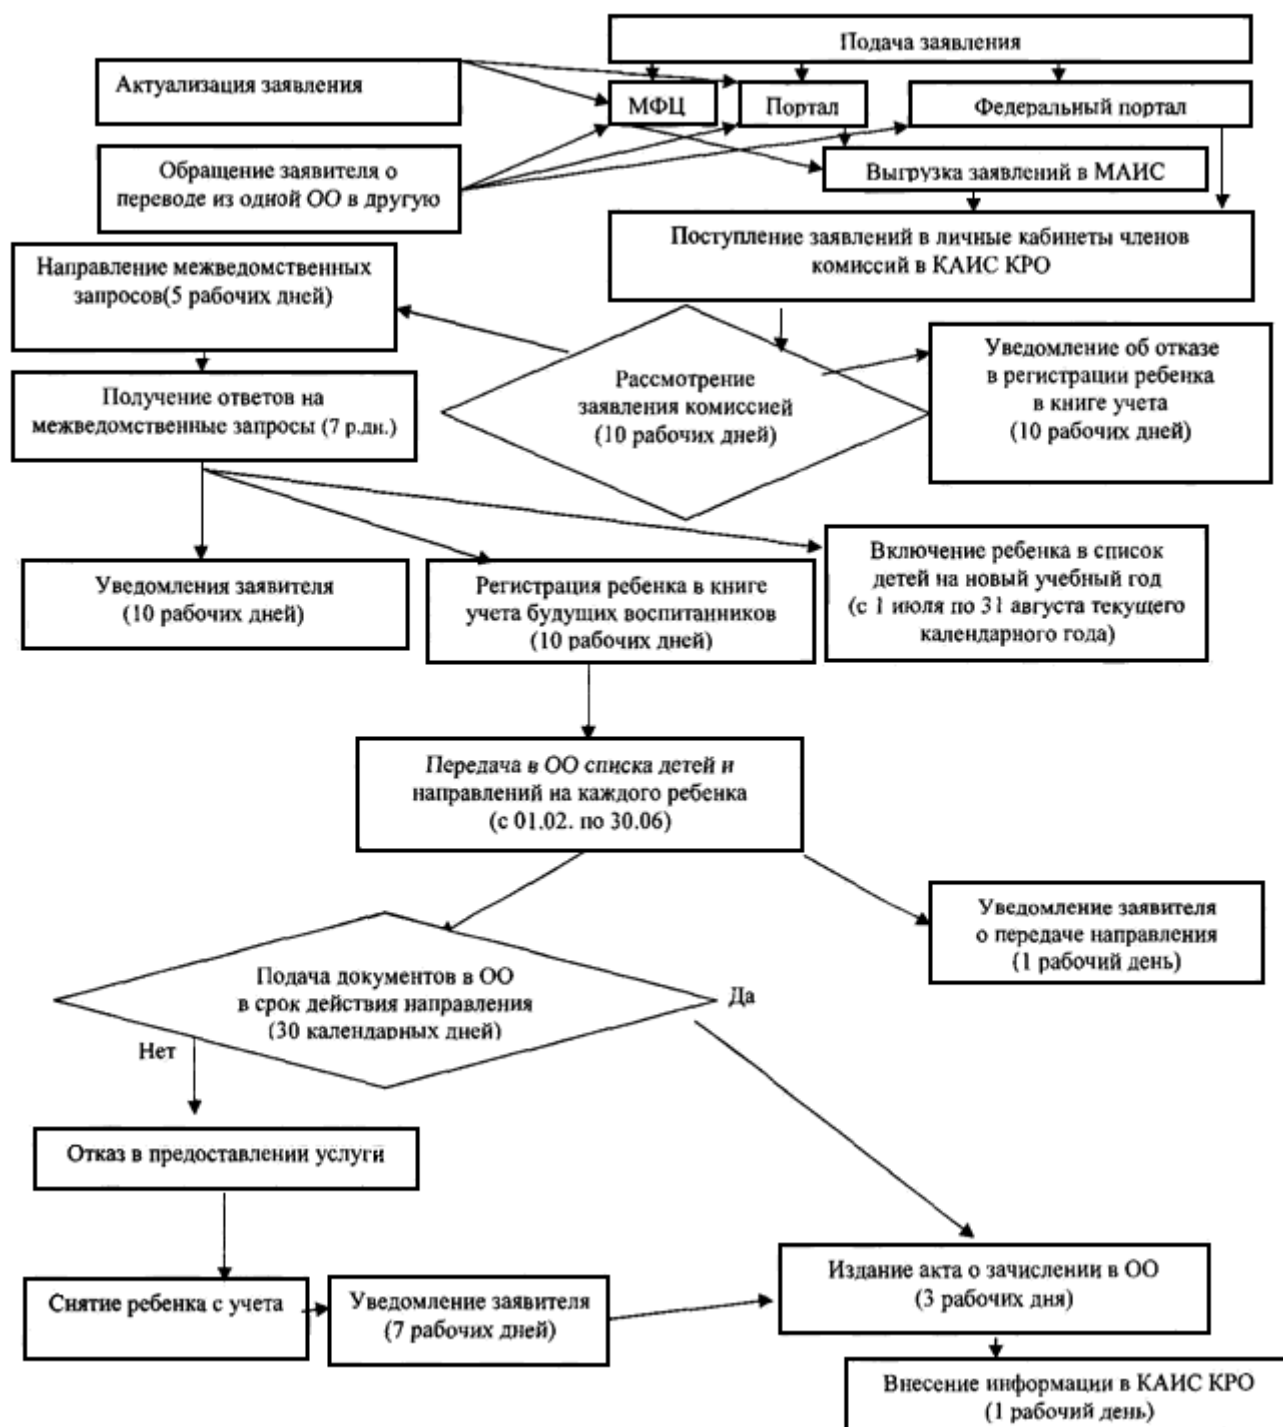 Подача заявления
Актуализация заявления
МФЦ
Портал
Федеральный портал
Обращение заявителя о
переводе из одной ОО в другую
Выгрузка заявлений в МАИС
Поступление заявлений в личные кабинеты членов
комиссий в КАИС КРО
Направление межведомственных
запросов(5 рабочих дней)
Рассмотрение
заявления комиссией
(10 рабочих дней)
Уведомление об отказе
в регистрации ребенка
в книге учета
(10 рабочих дней)
Получение ответов на
межведомственные запросы (7 р.дн.)
Уведомления заявителя
(10 рабочих дней)
Регистрация ребенка в книге
учета будущих воспитанников
(10 рабочих дней)
Включение ребенка в список
детей на новый учебный год
(с 1 июля по 31 августа текущего
календарного года)
Передача в ОО списка детей и
направлений на каждого ребенка
(с 01.02. по 30.06)
Уведомление заявителя
о передаче направления
(1 рабочий день)
Подача документов в ОО
в срок действия направления
(30 календарных дней)
Да
Нет
Отказ в предоставлении услуги
Снятие ребенка с учета
Уведомление заявителя
(7 рабочих дней)
Издание акта о зачислении в ОО
(3 рабочих дня)
Внесение информации в КАИС КРО
(1 рабочий день)